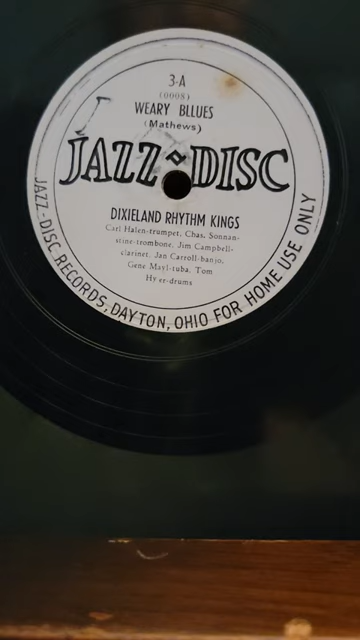 3-A
(0008)
WEARY BLLUES
(Mathews)
JAZZ~DISC
DIXIELAND RHYTHM KINGS
Carl Halen-trumpet, Chas. Sonnan-
stine-trombone, Jim Campbell-
clarinet, Jan Carroll-banjo,
Gene Mayl-tuba, Tom
Hyer-drums
JAZZ-DISC RECORDS, DAYTON, OHIO FOR HOME USE ONLY